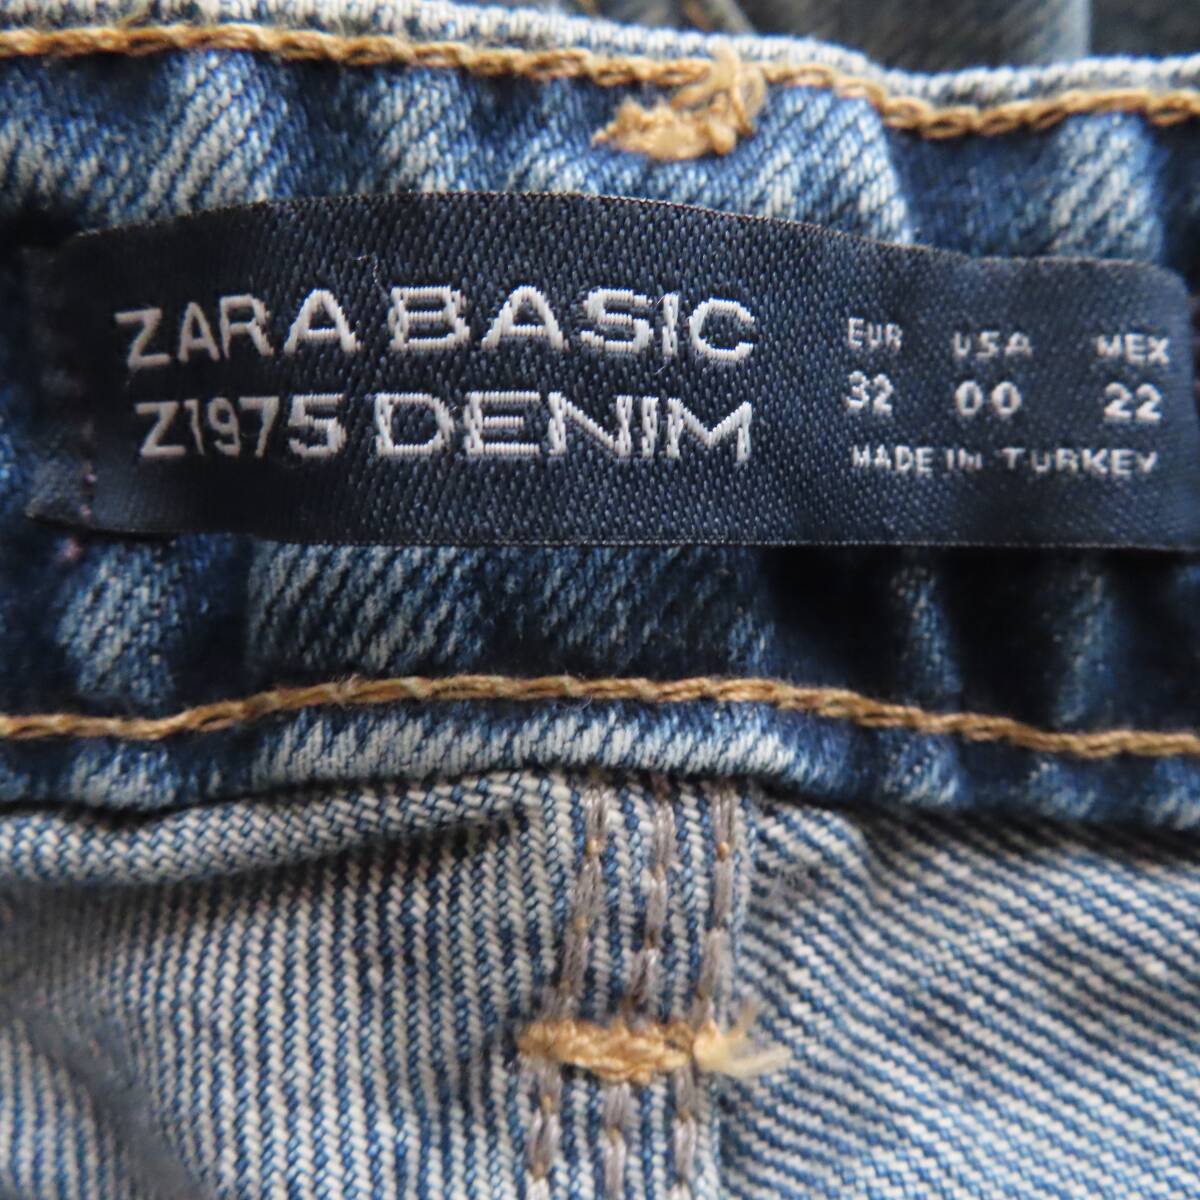 ZARA BASIC
Z1975 DENIM
EUR USA MEX
32 00 22
MADE IN TURKEY